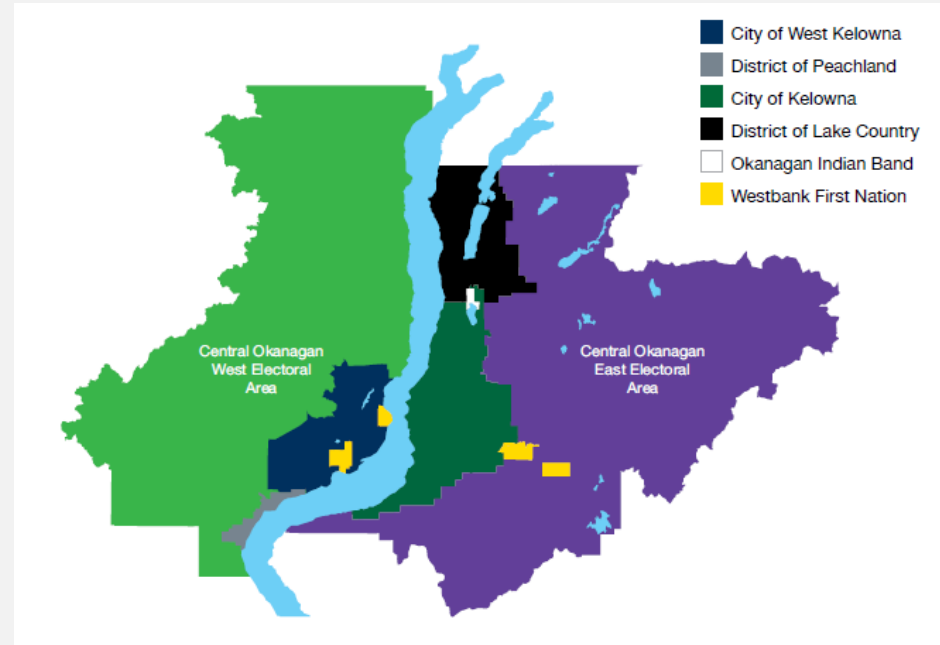 City of West Kelowna
District of Peachland
City of Kelowna
District of Lake Country
Okanagan Indian Band
Westbank First Nation
Central Okanagan
West Electoral
Area
Central Okanagan
East Electoral
Area